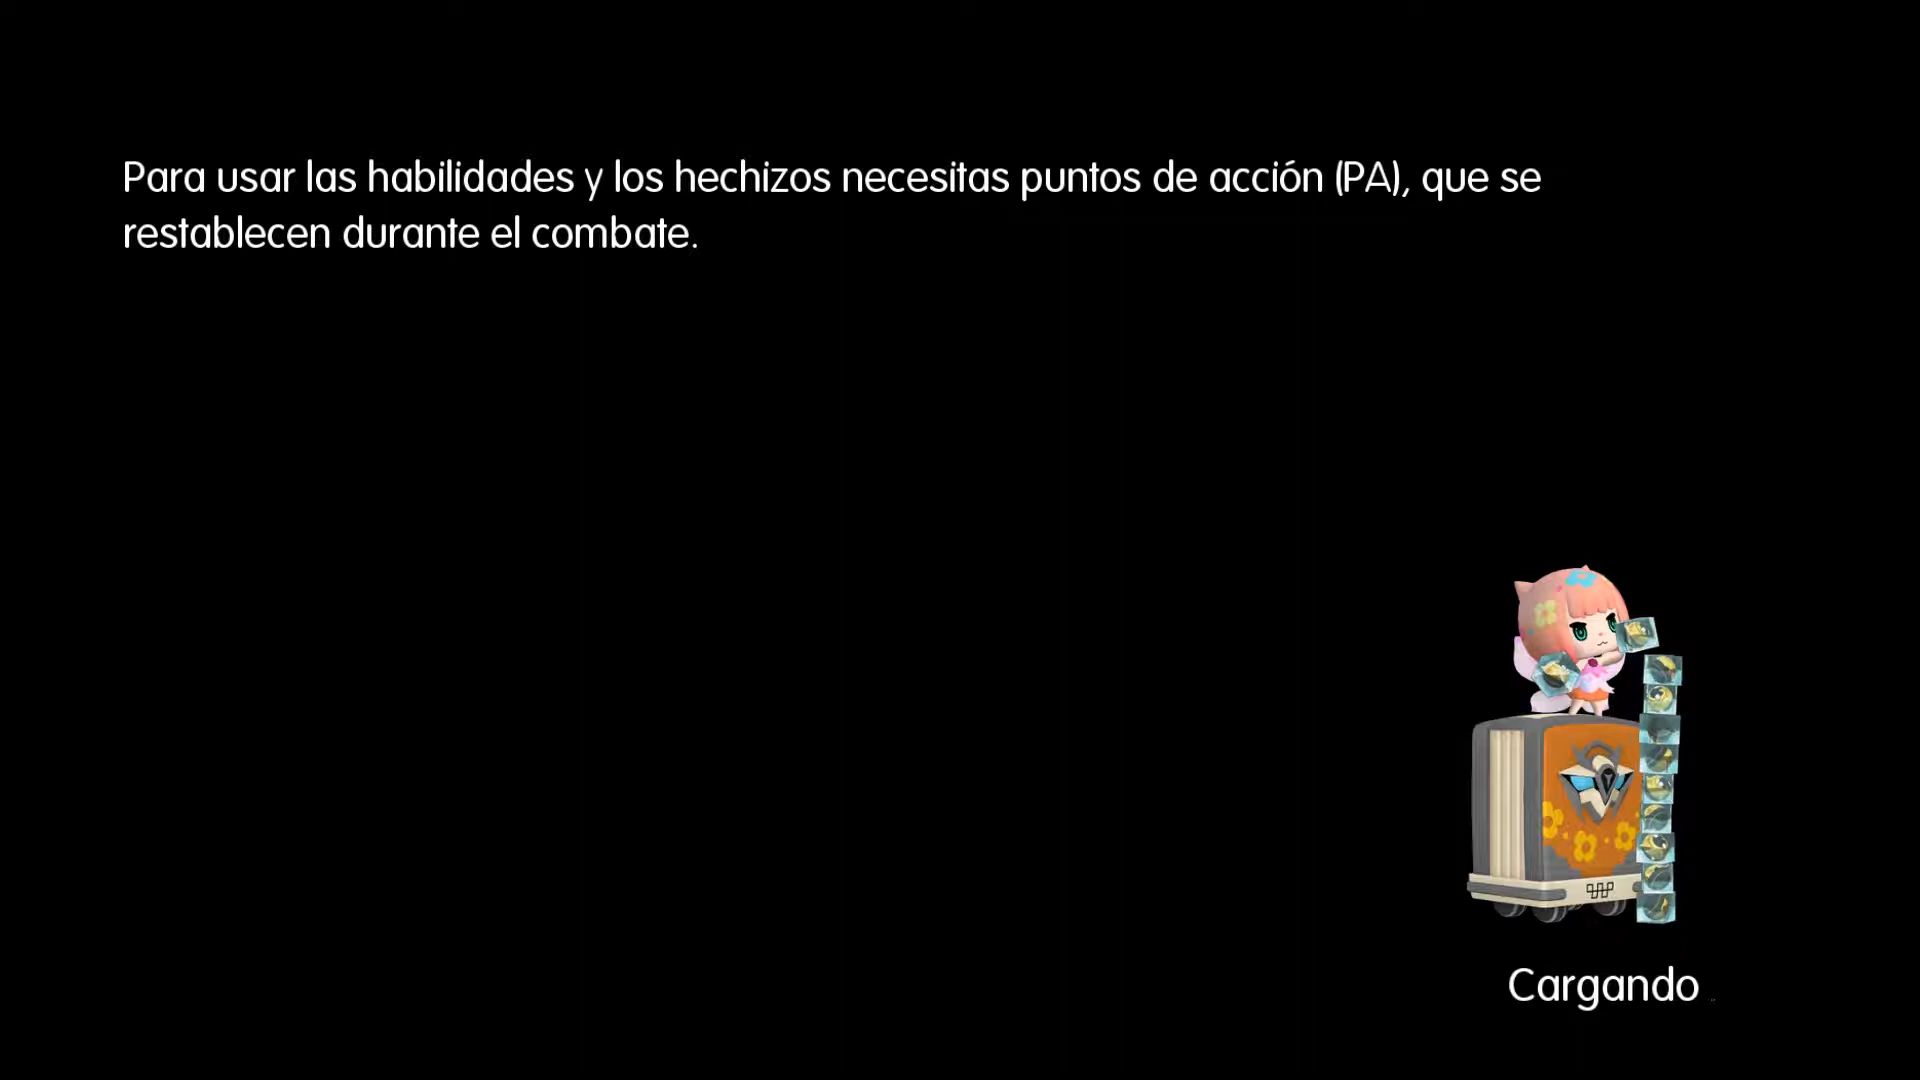 Para usar las habilidades y los hechizos necesitas puntos de acción (PA), que se
restablecen durante el combate.
Cargando